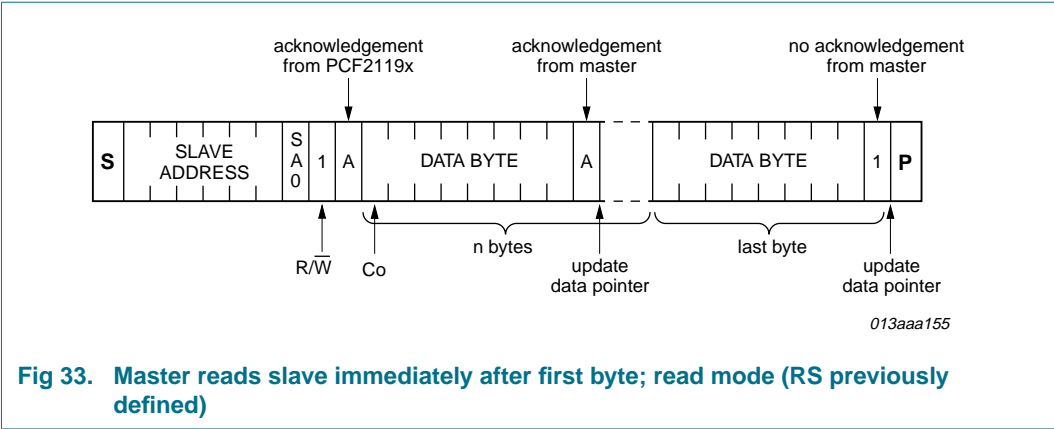 acknowledgement
from PCF2119x
acknowledgement
from master
no acknowledgement
from master
S
SLAVE
ADDRESS
S
A
0
1
A
DATA BYTE
A
DATA BYTE
1
P
R/W̅
Co
n bytes
update
data pointer
last byte
update
data pointer
013aaa155
Fig 33. Master reads slave immediately after first byte; read mode (RS previously
defined)